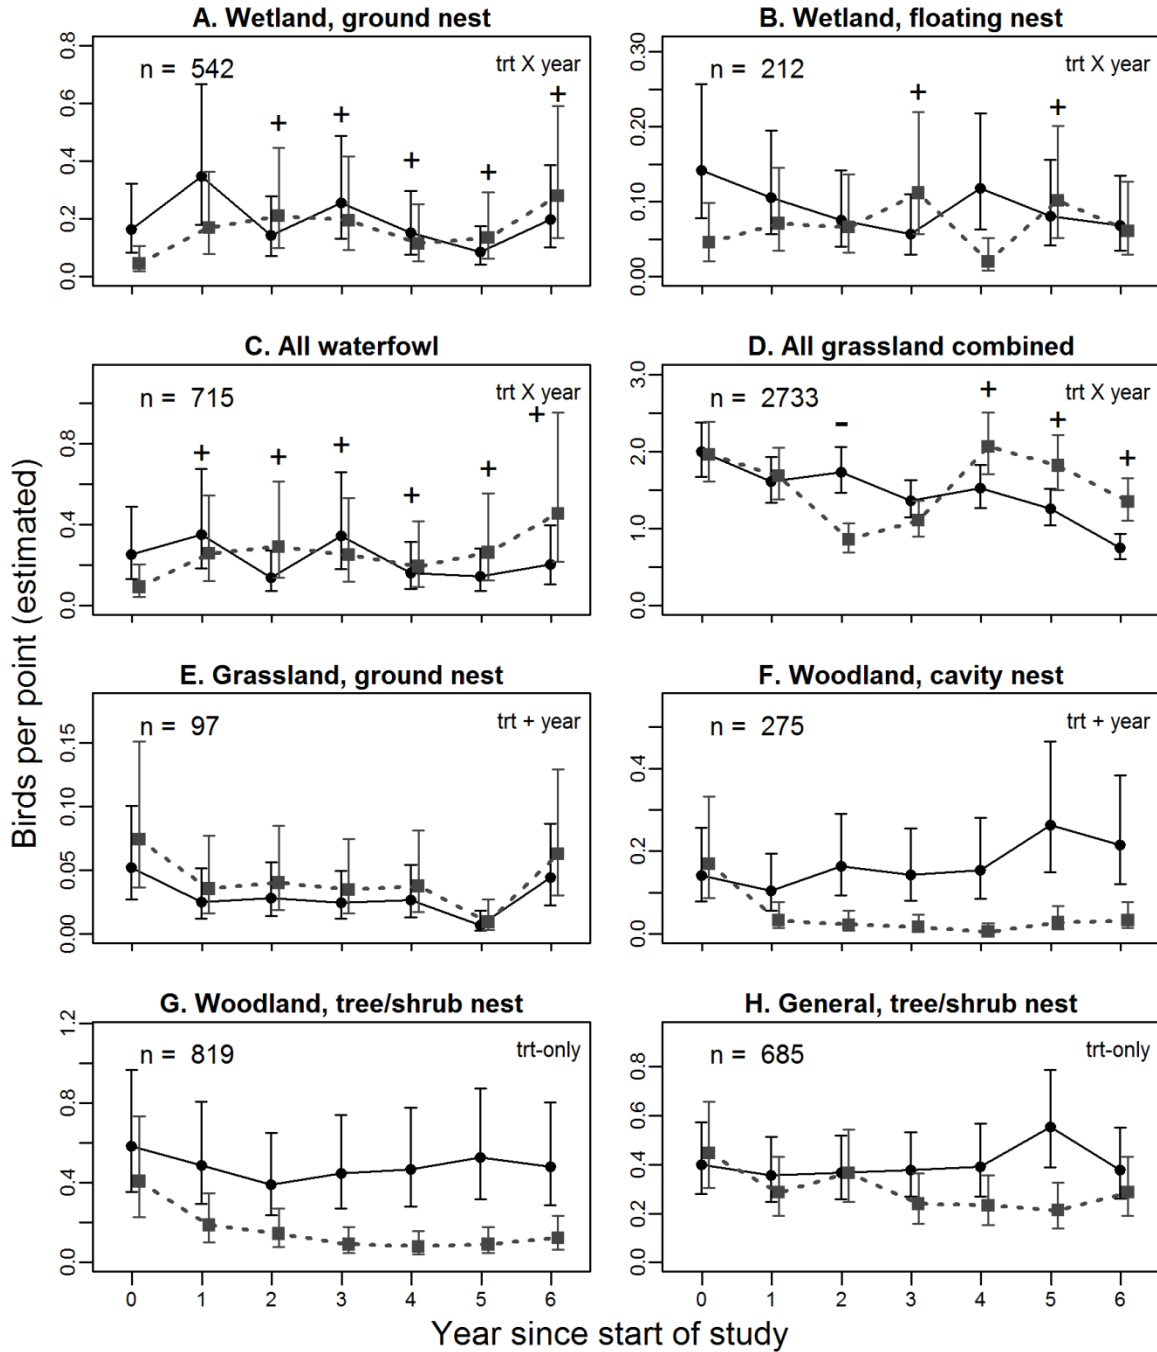 A. Wetland, ground nest
n = 542
trt X year
+ + + + +
0.0 0.2 0.4 0.6 0.8
B. Wetland, floating nest
n = 212
trt X year
+ +
0.00 0.10 0.20 0.30
C. All waterfowl
n = 715
trt X year
+ + + + + +
0.0 0.4 0.8
D. All grassland combined
n = 2733
trt X year
- + + +
0.0 1.0 2.0 3.0
E. Grassland, ground nest
n = 97
trt + year
0.00 0.05 0.10 0.15
F. Woodland, cavity nest
n = 275
trt + year
0.0 0.2 0.4
G. Woodland, tree/shrub nest
n = 819
trt-only
0.0 0.4 0.8 1.2
0 1 2 3 4 5 6
H. General, tree/shrub nest
n = 685
trt-only
0.0 0.2 0.4 0.6 0.8
0 1 2 3 4 5 6
Birds per point (estimated)
Year since start of study